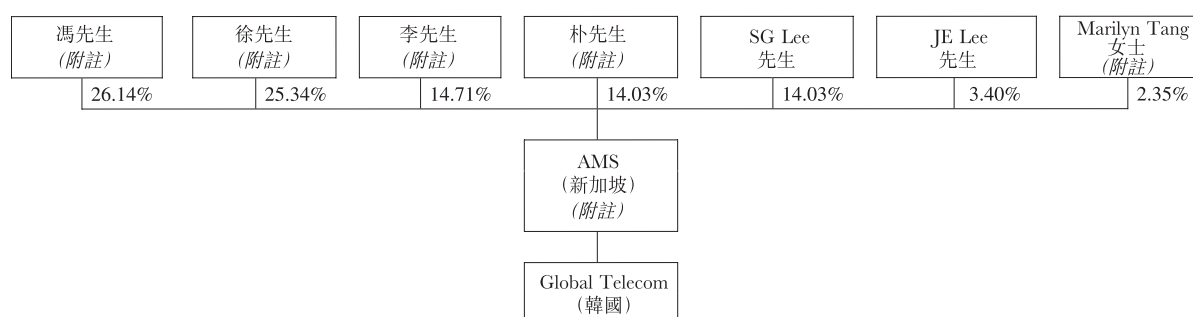 馮先生
(附註)
徐先生
(附註)
李先生
(附註)
朴先生
(附註)
SG Lee
先生
JE Lee
先生
Marilyn Tang
女士
(附註)
26.14%
25.34%
14.71%
14.03%
14.03%
3.40%
2.35%
AMS
(新加坡)
(附註)
Global Telecom
(韓國)